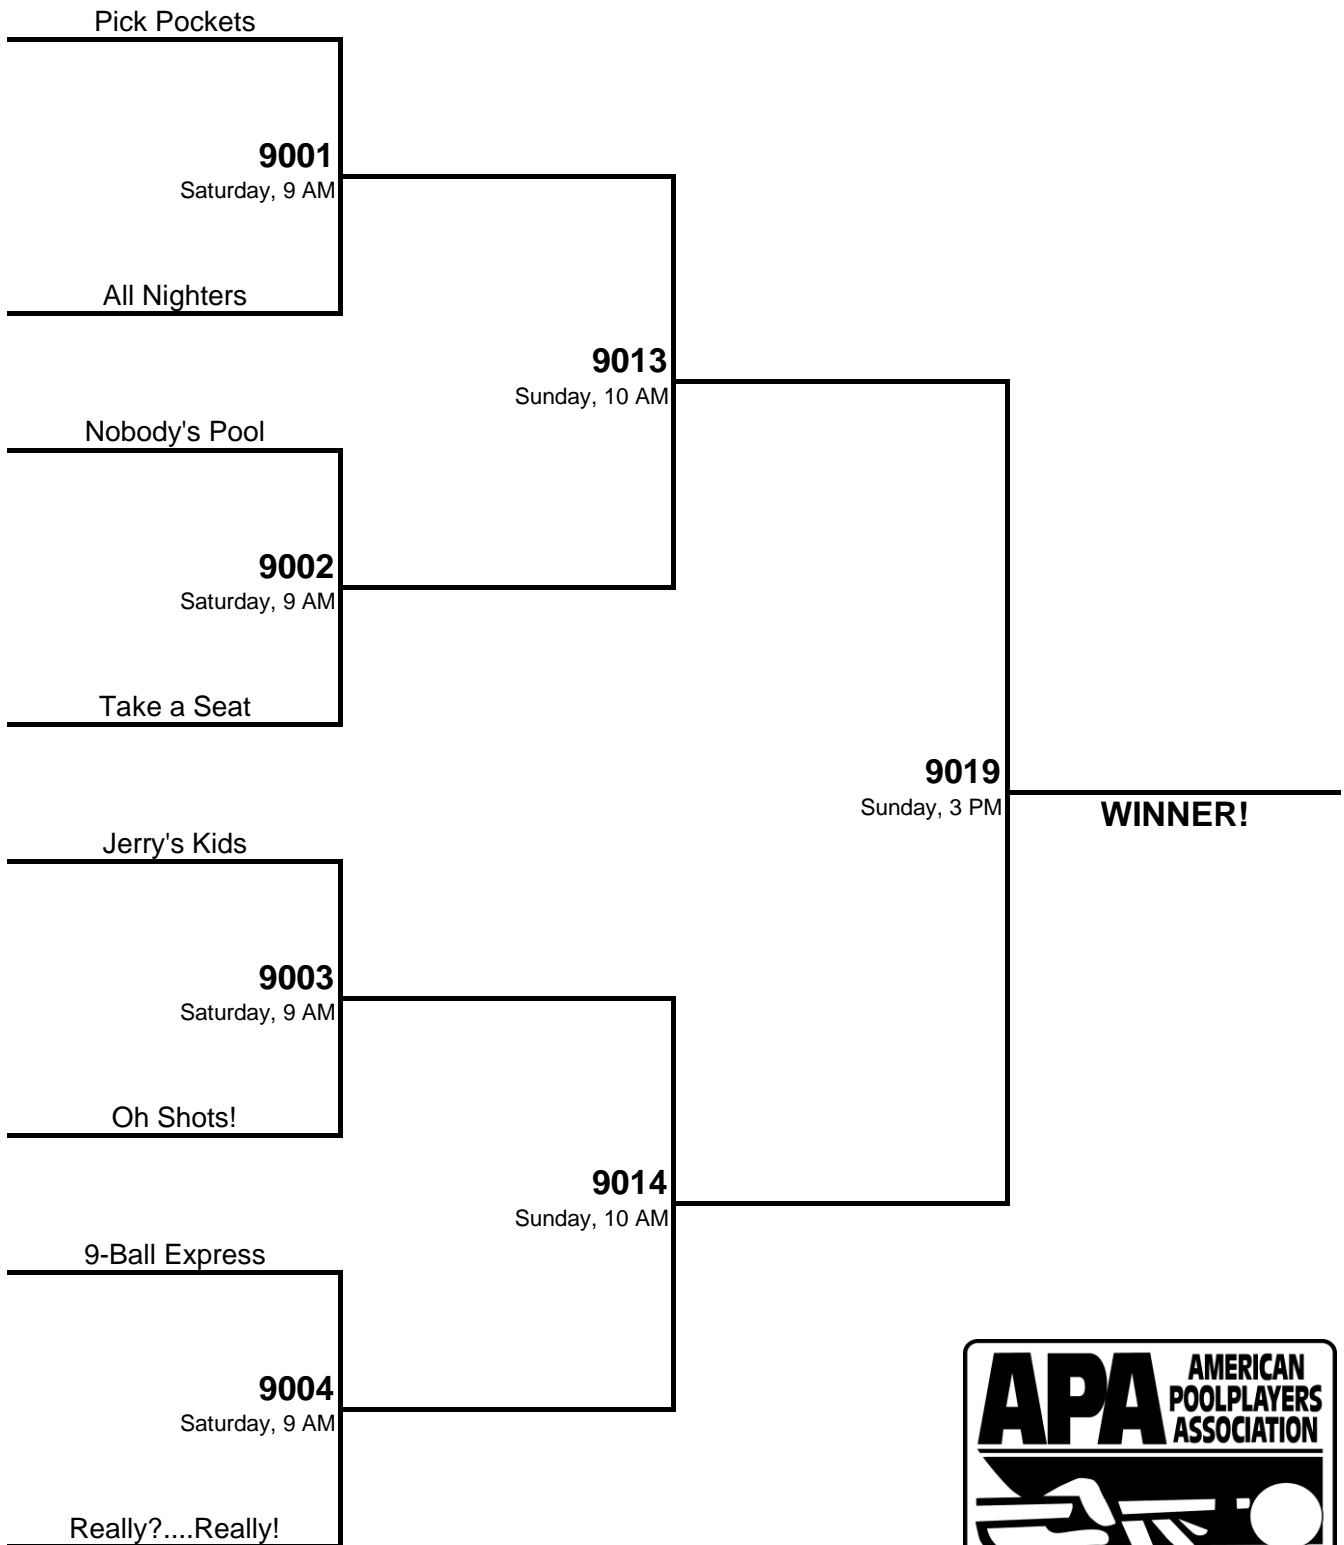 Pick Pockets
9001
Saturday, 9 AM
All Nighters
9013
Sunday, 10 AM
Nobody's Pool
9002
Saturday, 9 AM
Take a Seat
9019
Sunday, 3 PM
WINNER!
Jerry's Kids
9003
Saturday, 9 AM
Oh Shots!
9014
Sunday, 10 AM
9-Ball Express
9004
Saturday, 9 AM
Really?....Really!
APA
AMERICAN
POOLPLAYERS
ASSOCIATION